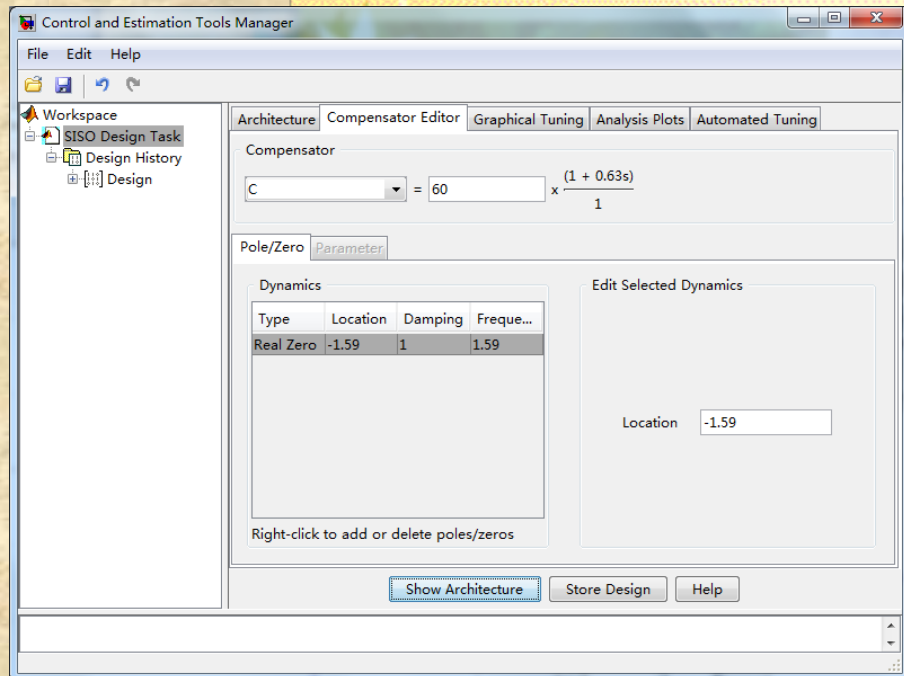 Control and Estimation Tools Manager
File Edit Help
Workspace
SISO Design Task
Design History
Design
Architecture Compensator Editor Graphical Tuning Analysis Plots Automated Tuning
Compensator
C = 60 x (1 + 0.63s)
1
Pole/Zero Parameter
Dynamics
Type Location Damping Freque...
Real Zero -1.59 1 1.59
Right-click to add or delete poles/zeros
Edit Selected Dynamics
Location -1.59
Show Architecture Store Design Help